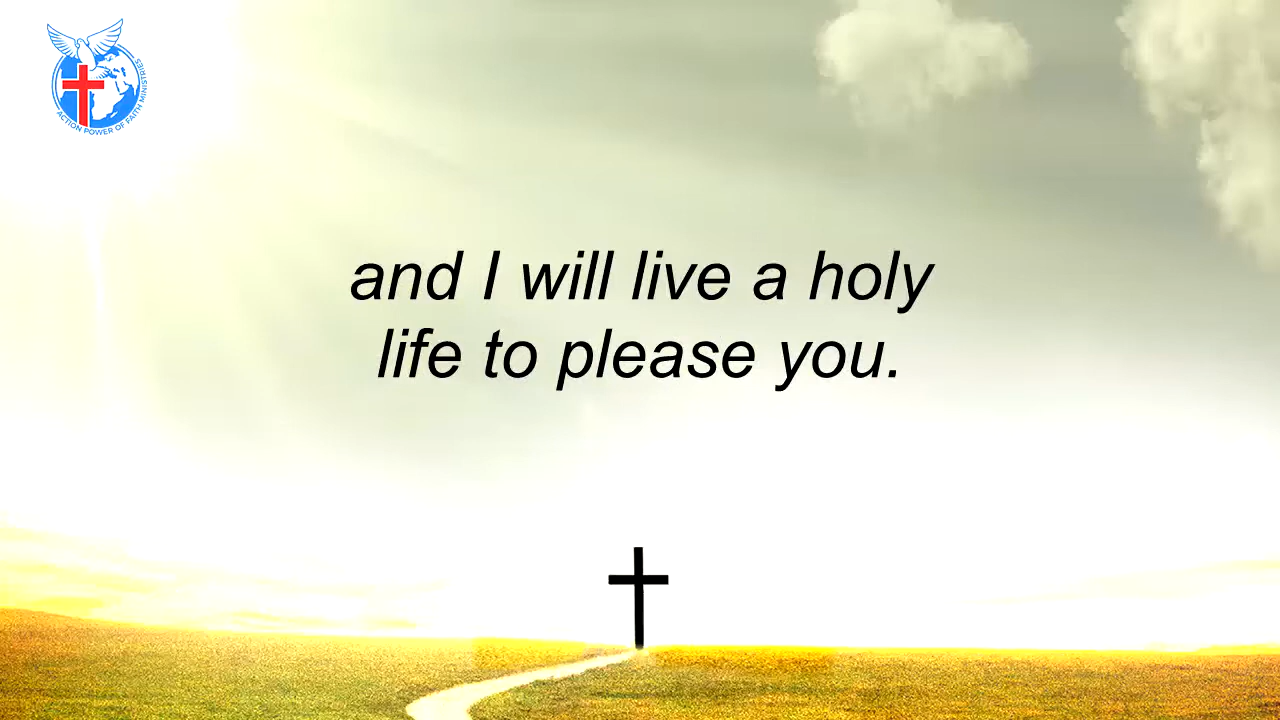 ACTION POWER OF FAITH MINISTRIES
and I will live a holy
life to please you.